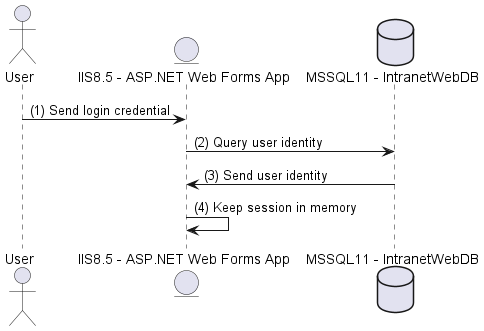 User
IIS8.5 - ASP.NET Web Forms App
MSSQL11 - IntranetWebDB
(1) Send login credential
(2) Query user identity
(3) Send user identity
(4) Keep session in memory
User
IIS8.5 - ASP.NET Web Forms App
MSSQL11 - IntranetWebDB